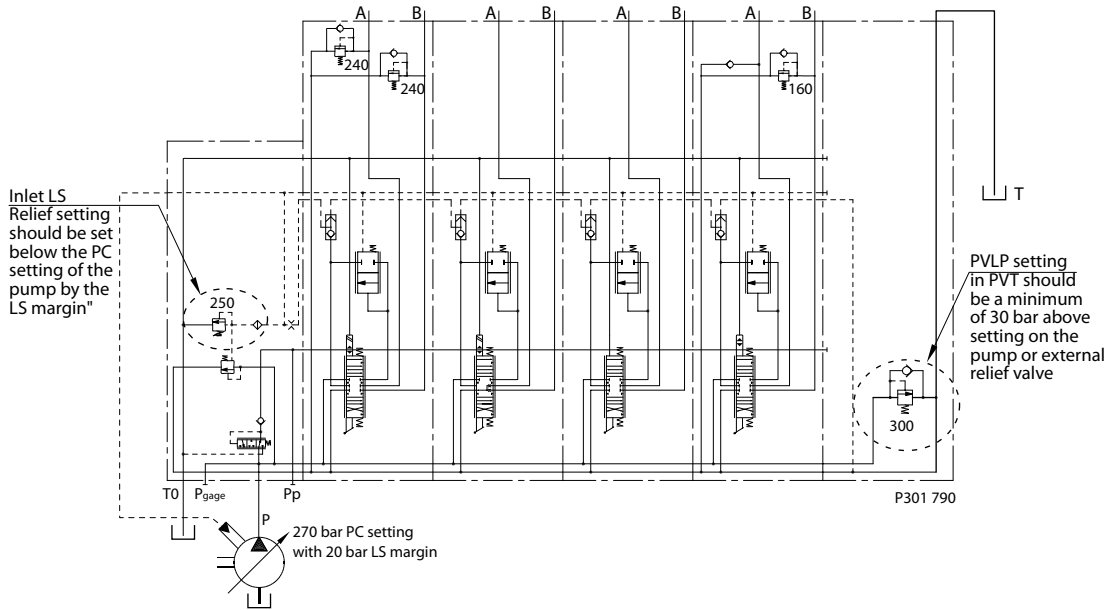 A B A B A B A B
240
240
160
T
Inlet LS
Relief setting
should be set
below the PC
setting of the
pump by the
LS margin"
250
PVLP setting
in PVT should
be a minimum
of 30 bar above
setting on the
pump or external
relief valve
300
T0 Pgage Pp
P301 790
P
270 bar PC setting
with 20 bar LS margin